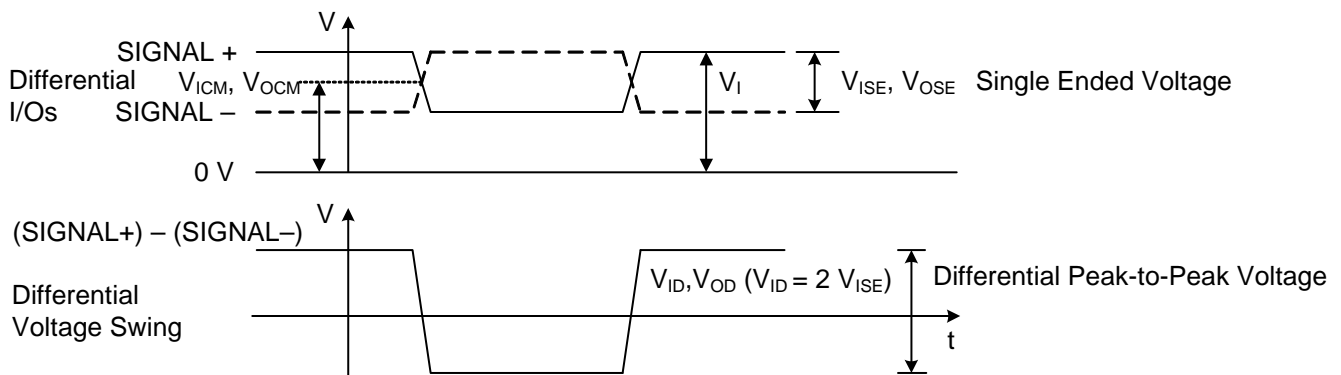 V
SIGNAL +
Differential I/Os
V_ICM, V_OCM
SIGNAL –
V_I
V_ISE, V_OSE Single Ended Voltage
0 V
V
(SIGNAL+) – (SIGNAL–)
V_ID,V_OD (V_ID = 2 V_ISE)
Differential Peak-to-Peak Voltage
Differential
Voltage Swing
t